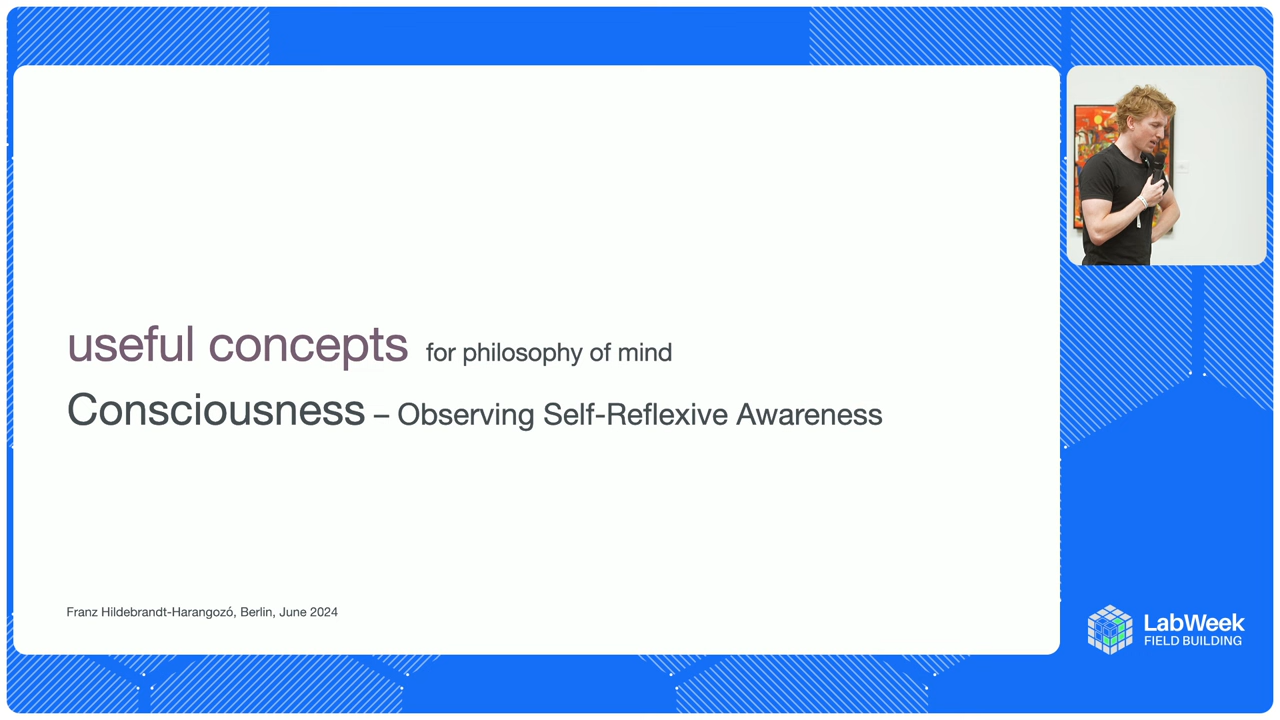 useful concepts for philosophy of mind
Consciousness – Observing Self-Reflexive Awareness
Franz Hildebrandt-Harangozó, Berlin, June 2024
LabWeek
FIELD BUILDING